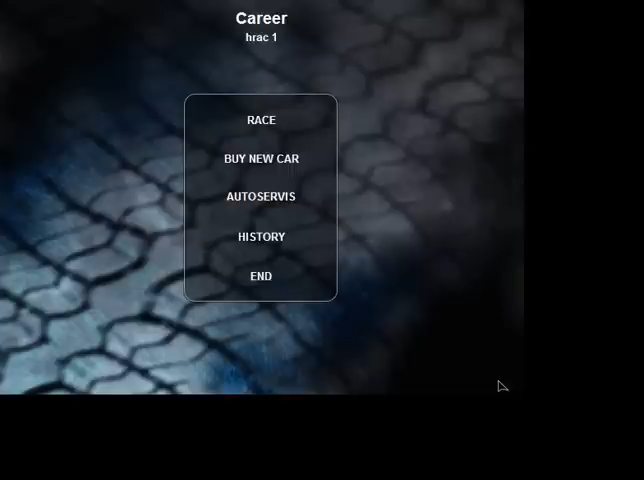 Career
hrac 1
RACE
BUY NEW CAR
AUTOSERVIS
HISTORY
END